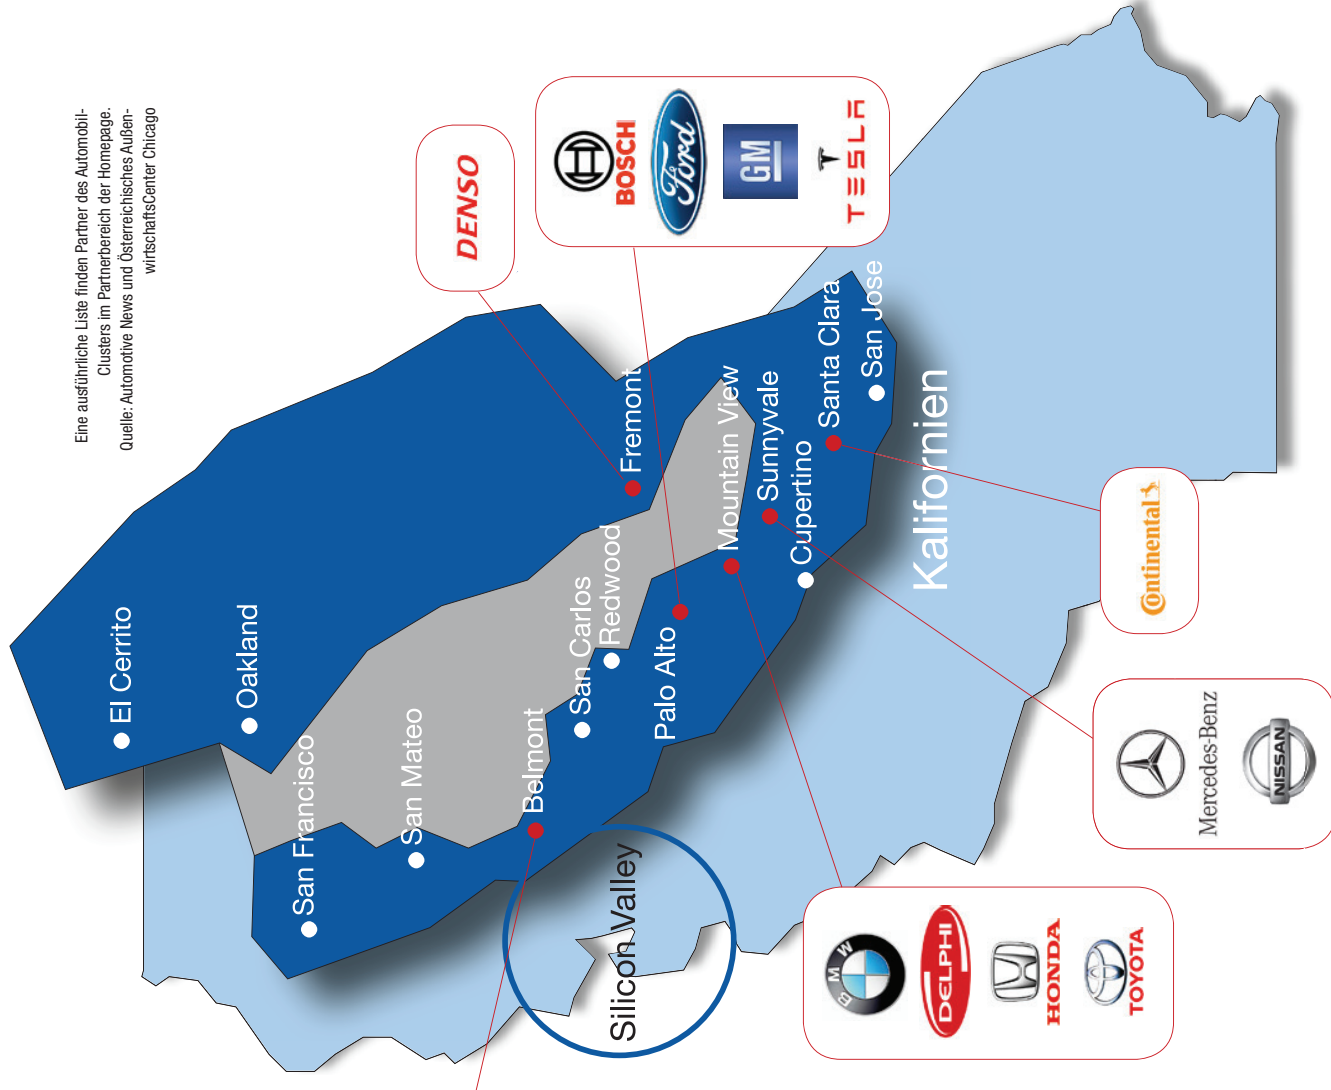 Eine ausführliche Liste finden Partner des Automobil-
Clusters im Partnerbereich der Homepage.
Quelle: Automotive News und Österreichisches Außen-
wirtschaftsCenter Chicago
DENSO
BOSCH
Ford
GM
TESLA
El Cerrito
Oakland
San Francisco
San Mateo
Belmont
San Carlos
Redwood
Fremont
Palo Alto
Mountain View
Sunnyvale
Cupertino
Santa Clara
San Jose
Kalifornien
Silicon Valley
BMW
DELPHI
HONDA
TOYOTA
Mercedes-Benz
NISSAN
Continental